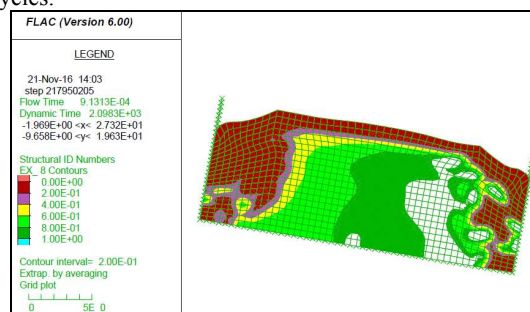 ycles.
FLAC (Version 6.00)
LEGEND
21-Nov-16 14:03
step 217950205
Flow Time 9.1313E-04
Dynamic Time 2.0983E+03
-1.969E+00 <x< 2.732E+01
-9.658E+00 <y< 1.963E+01
Structural ID Numbers
EX_ 8 Contours
0.00E+00
2.00E-01
4.00E-01
6.00E-01
8.00E-01
1.00E+00
Contour interval= 2.00E-01
Extrap. by averaging
Grid plot
0 5E 0